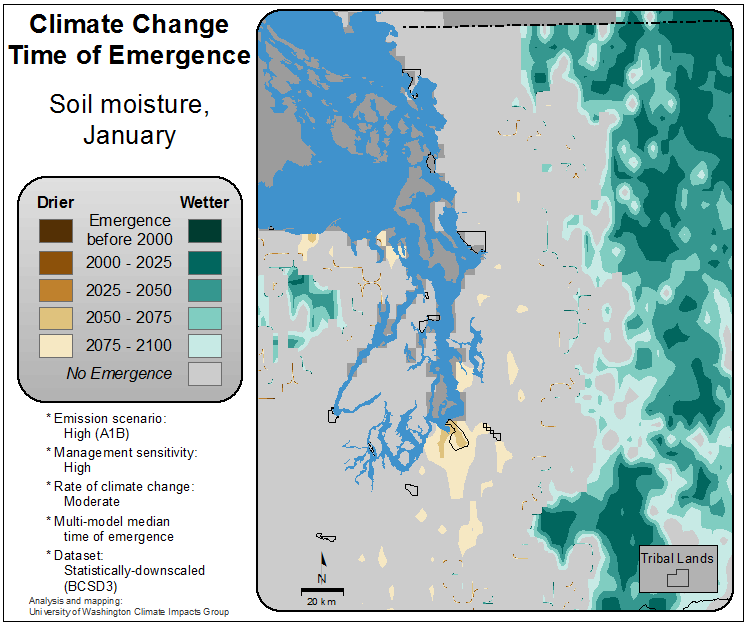 Climate Change
Time of Emergence
Soil moisture,
January
Drier
Wetter
Emergence
before 2000
2000 - 2025
2025 - 2050
2050 - 2075
2075 - 2100
No Emergence
* Emission scenario:
High (A1B)
* Management sensitivity:
High
* Rate of climate change:
Moderate
* Multi-model median
time of emergence
* Dataset:
Statistically-downscaled
(BCSD3)
Analysis and mapping:
University of Washington Climate Impacts Group
N
20 km
Tribal Lands